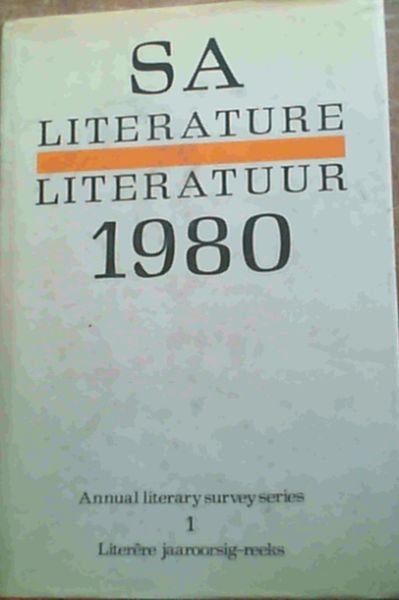 SA
LITERATURE
LITERATUUR
1980
Annual literary survey series
1
Literêre jaaroorsig-reeks